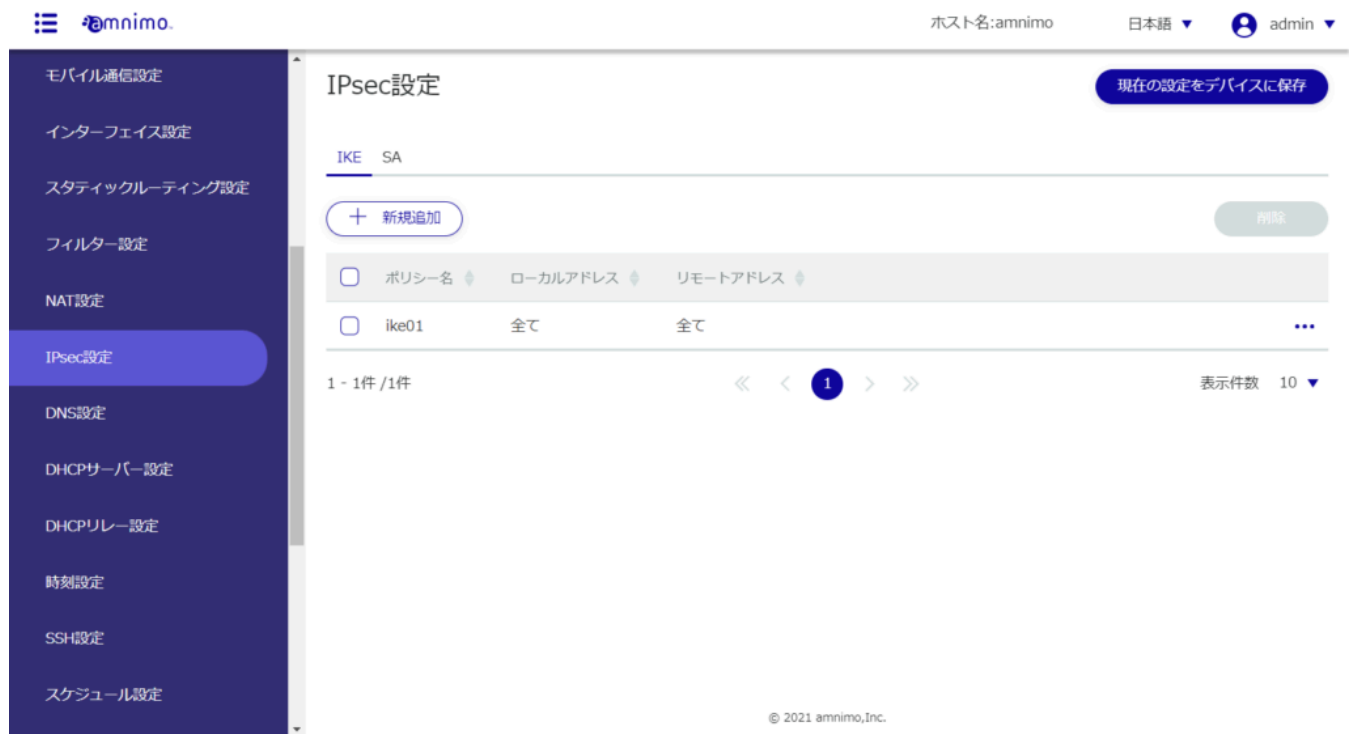 amnimo
ホスト名:amnimo
日本語 ▼
admin ▼
モバイル通信設定
インターフェイス設定
スタティックルーティング設定
フィルター設定
NAT設定
IPsec設定
DNS設定
DHCPサーバー設定
DHCPリレー設定
時刻設定
SSH設定
スケジュール設定
IPsec設定
現在の設定をデバイスに保存
IKE SA
+ 新規追加
削除
ポリシー名 ローカルアドレス リモートアドレス
ike01 全て 全て •••
1 - 1件 /1件
« < 1 > »
表示件数 10 ▼
© 2021 amnimo,Inc.